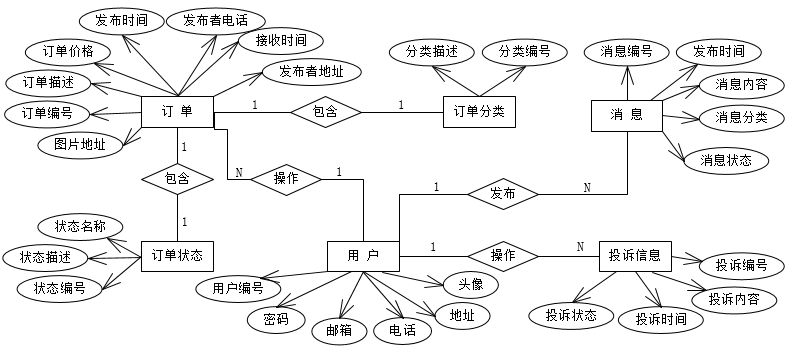 发布时间
发布者电话
订单价格
接收时间
分类描述
分类编号
消息编号
发布时间
订单描述
发布者地址
消息内容
订单编号
订 单
1
包含
1
订单分类
消 息
消息分类
图片地址
1
消息状态
包含
N
操作
1
1
发布
N
1
状态名称
状态描述
订单状态
用 户
1
操作
N
投诉信息
投诉编号
状态编号
用户编号
头像
投诉内容
密码
邮箱
电话
地址
投诉状态
投诉时间